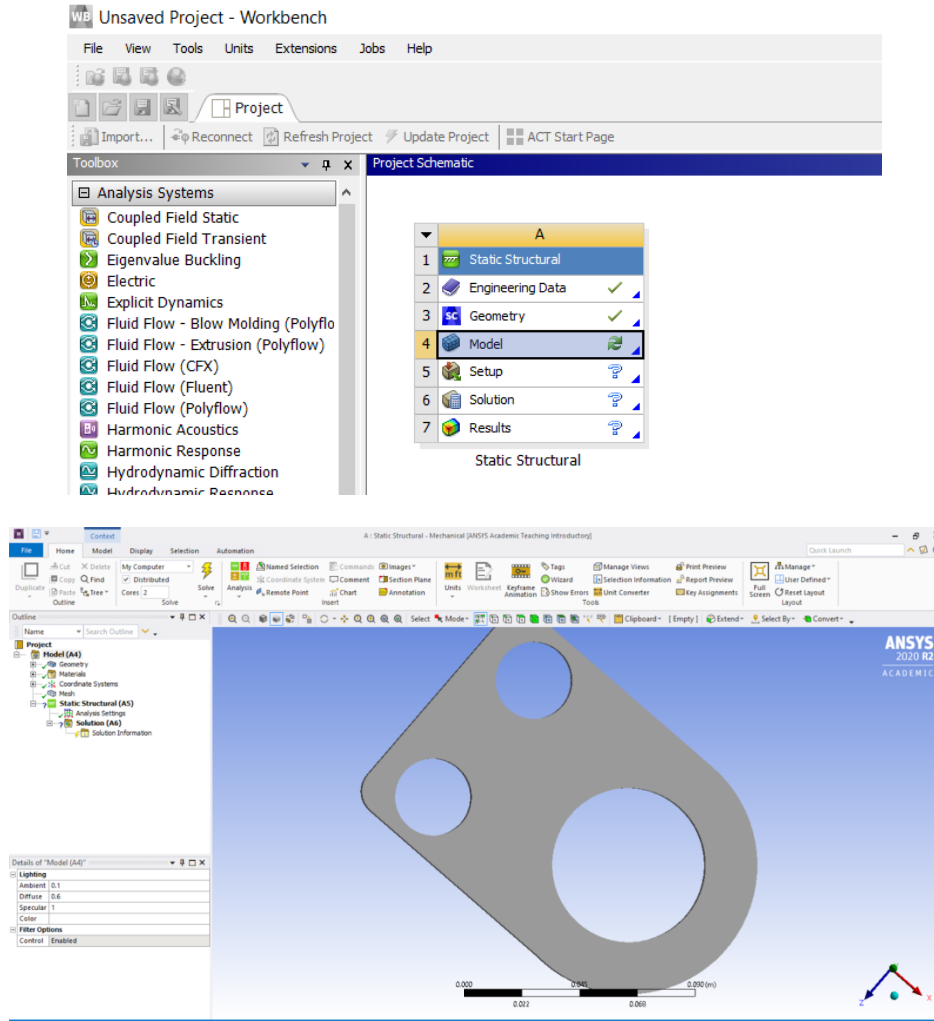 WB Unsaved Project - Workbench
File View Tools Units Extensions Jobs Help
Project
Import... Reconnect Refresh Project Update Project ACT Start Page
Toolbox
Project Schematic
Analysis Systems
Coupled Field Static
Coupled Field Transient
Eigenvalue Buckling
Electric
Explicit Dynamics
Fluid Flow - Blow Molding (Polyflo
Fluid Flow - Extrusion (Polyflow)
Fluid Flow (CFX)
Fluid Flow (Fluent)
Fluid Flow (Polyflow)
Harmonic Acoustics
Harmonic Response
Hydrodynamic Diffraction
Hydrodynamic Response
A
1 Static Structural
2 Engineering Data
3 SC Geometry
4 Model
5 Setup
6 Solution
7 Results
Static Structural
Context
A : Static Structural - Mechanical [ANSYS Academic Teaching Introductory]
File Home Model Display Selection Automation
Quick Launch
Duplicate
Cut Delete
Copy Find
Paste Tree
Outline
My Computer
Distributed
Cores 2
Solve
Solve
Analysis
Named Selection Commands Images
Coordinate System Comment Section Plane
Remote Point Chart Annotation
Insert
Units Worksheet
Keyframe Animation
Tags Manage Views Print Preview
Wizard Selection Information Report Preview
Show Errors Unit Converter Key Assignments
Tools
Full Screen
Manage
User Defined
Reset Layout
Layout
Outline
Name Search Outline
Select Mode Clipboard [Empty] Extend Select By Convert
Project
Model (A4)
Geometry
Materials
Coordinate Systems
Mesh
Static Structural (A5)
Analysis Settings
Solution (A6)
Solution Information
ANSYS
2020 R2
ACADEMIC
Details of "Model (A4)"
Lighting
Ambient 0.1
Diffuse 0.6
Specular 1
Color
Filter Options
Control Enabled
0.000 0.045 0.090 (m)
0.022 0.068
Z X